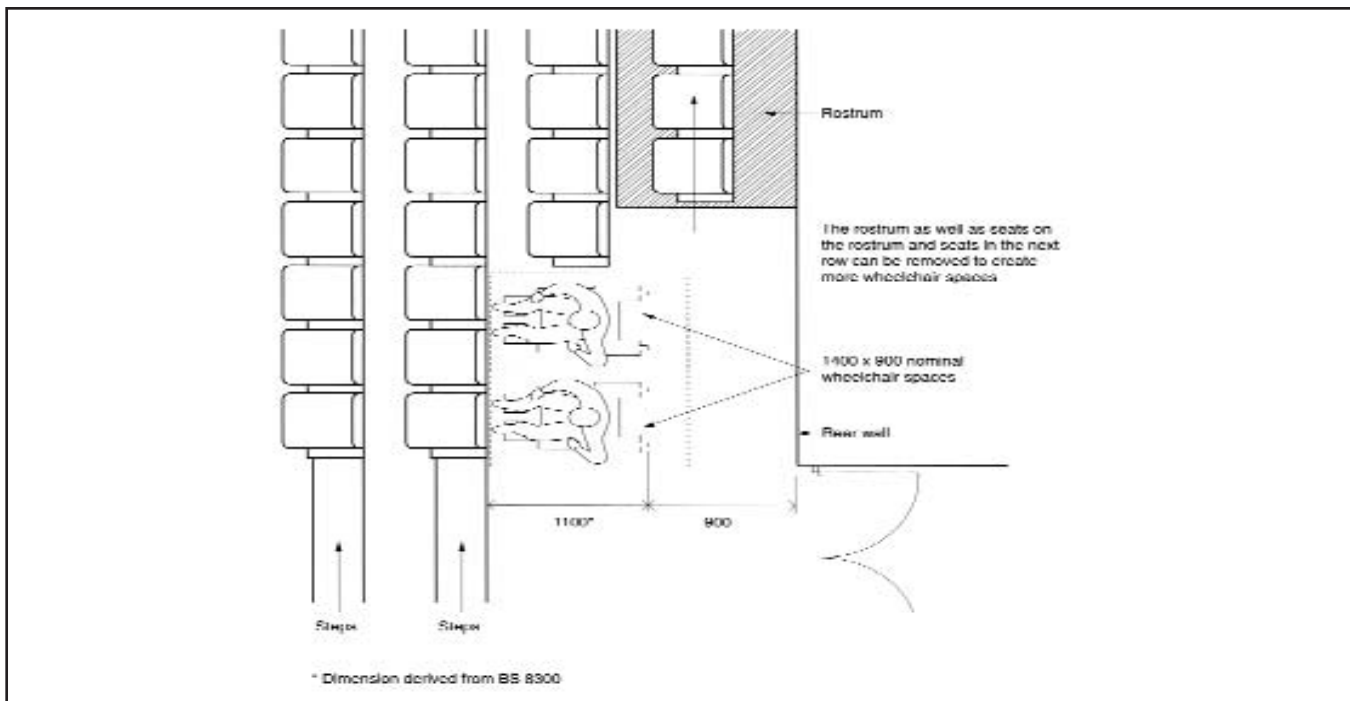 Rostrum
The rostrum as well as seats on
the rostrum and seats in the next
row can be removed to create
more wheelchair spaces
1400 x 900 nominal
wheelchair spaces
Rear wall
1100*
900
Steps
Steps
* Dimension derived from BS 8300